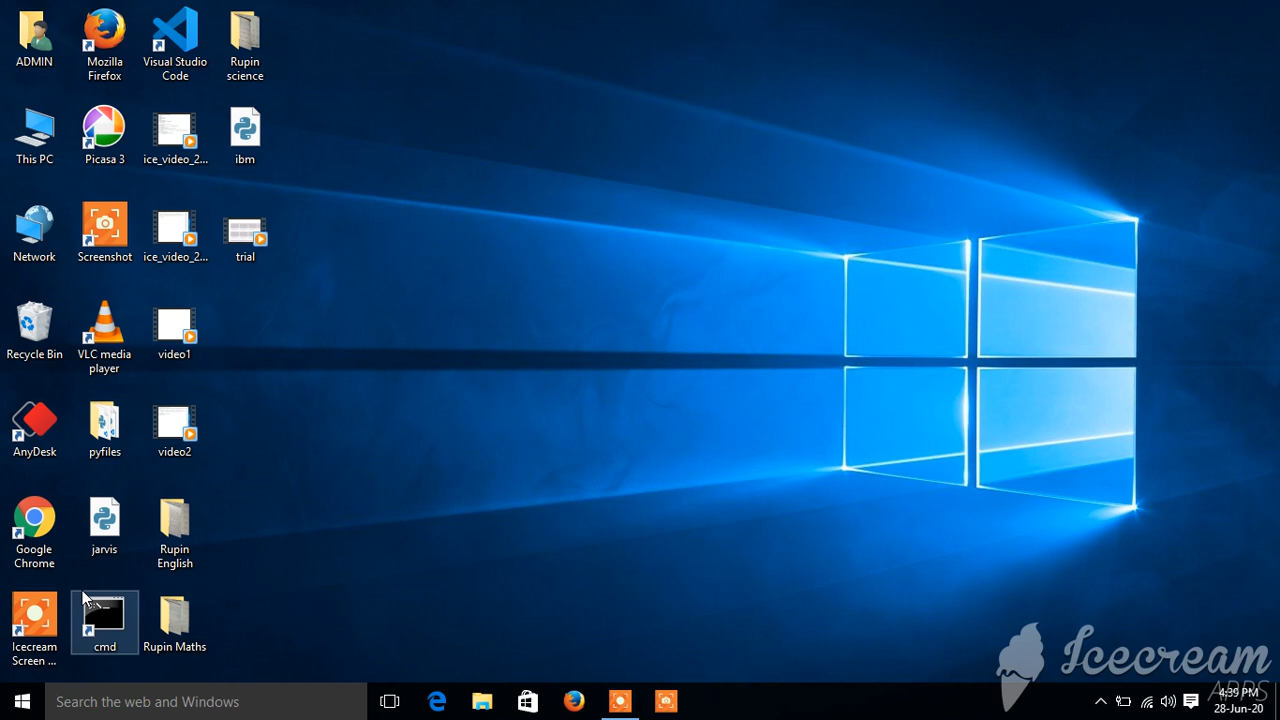 ADMIN
Mozilla
Firefox
Visual Studio
Code
Rupin
science
This PC
Picasa 3
ice_video_2...
ibm
Network
Screenshot
ice_video_2...
trial
Recycle Bin
VLC media
player
video1
AnyDesk
pyfiles
video2
Google
Chrome
jarvis
Rupin
English
Icecream
Screen ...
cmd
Rupin Maths
Icecream
APPS
Search the web and Windows
4:39 PM
28-Jun-20